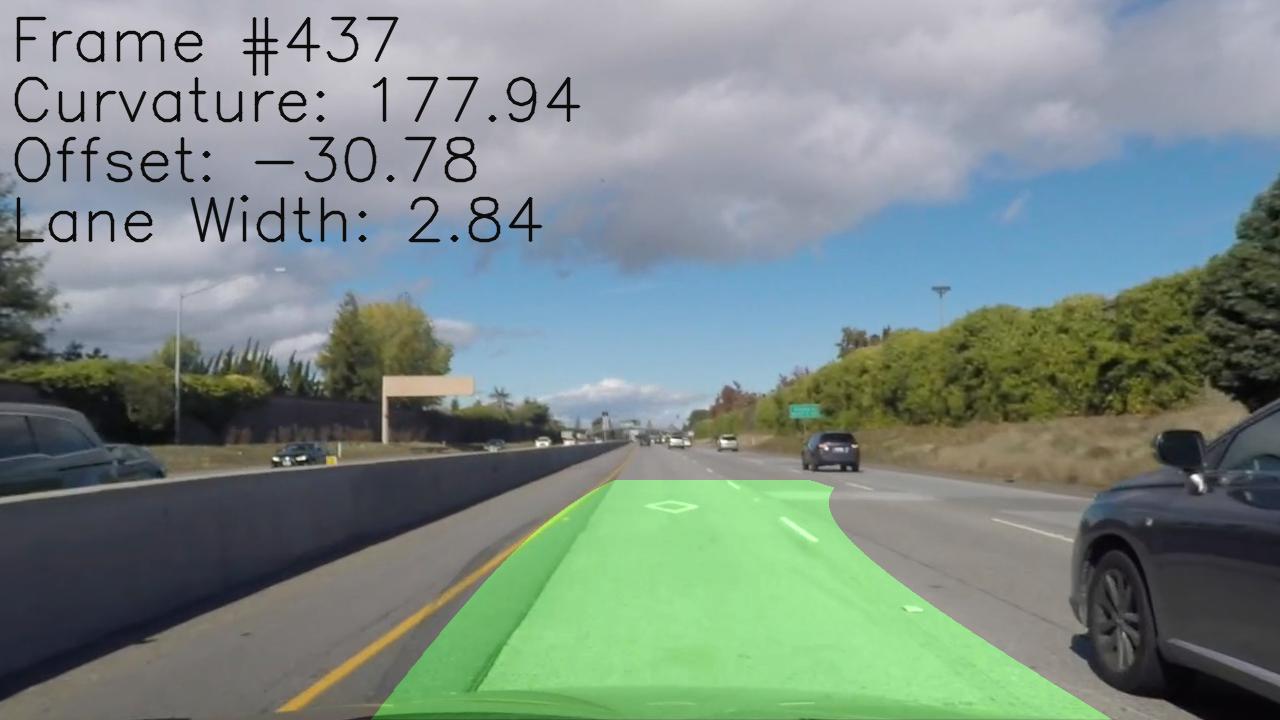 Frame #437
Curvature: 177.94
Offset: -30.78
Lane Width: 2.84